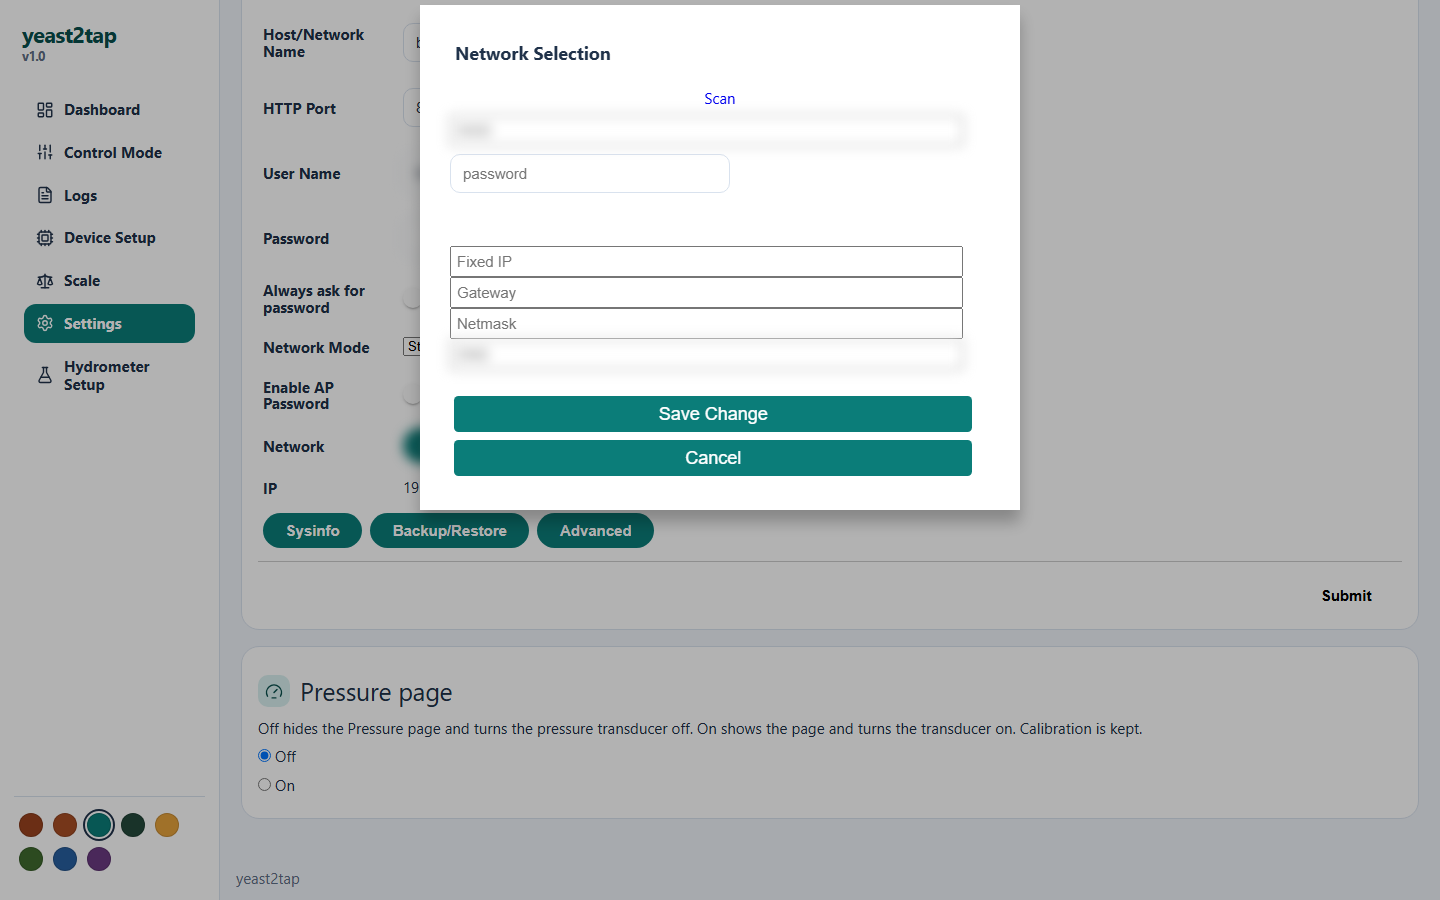 yeast2tap
v1.0
Dashboard
Control Mode
Logs
Device Setup
Scale
Settings
Hydrometer
Setup
Host/Network
Name
HTTP Port
User Name
Password
Always ask for
password
Network Mode
St
Enable AP
Password
Network
IP
19
Sysinfo
Backup/Restore
Advanced
Submit
Network Selection
Scan
password
Fixed IP
Gateway
Netmask
Save Change
Cancel
Pressure page
Off hides the Pressure page and turns the pressure transducer off. On shows the page and turns the transducer on. Calibration is kept.
Off
On
yeast2tap